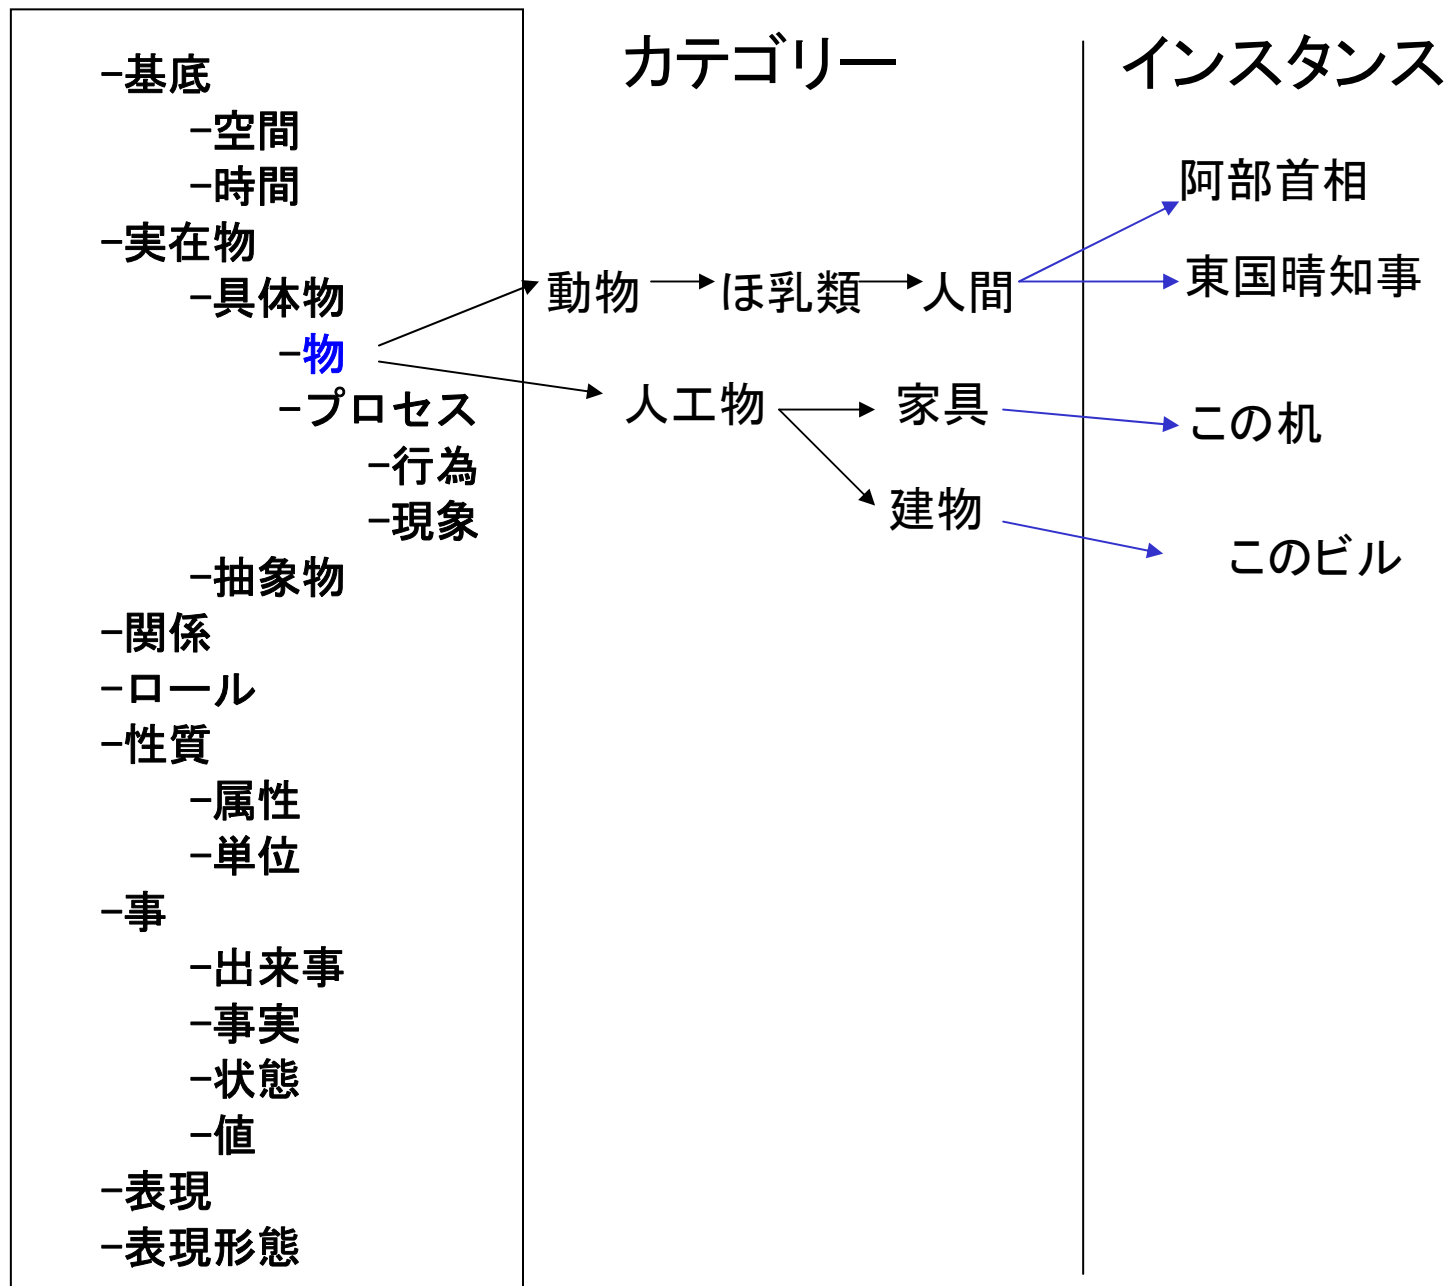 −基底
−空間
−時間
−実在物
−具体物
−物
−プロセス
−行為
−現象
−抽象物
−関係
−ロール
−性質
−属性
−単位
−事
−出来事
−事実
−状態
−値
−表現
−表現形態
カテゴリー
動物
ほ乳類
人間
人工物
家具
建物
インスタンス
阿部首相
東国晴知事
この机
このビル